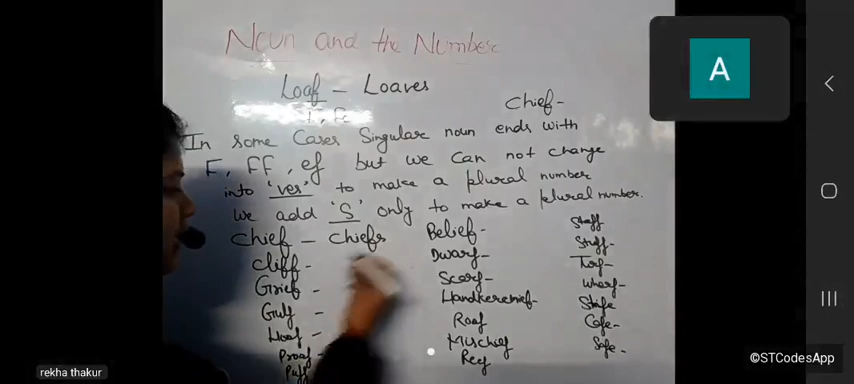 Noun and the Number
Loaf - Loaves
Chief-
In some Cases Singular noun ends with
F, FF, ef but we can not change
into 'ves' to make a plural number
we add 'S' only to make a plural number.
Chief - Chiefs
Cliff -
Grief -
Gulf -
Hoof -
Proof -
Puff
Belief-
Dwarf-
Scarf-
Handkerchief-
Roof
Mischief
Reef
Staff
Stuff-
Turf-
Wharf-
Strife
Cafe-
Safe-
A
rekha thakur
©STCodesApp